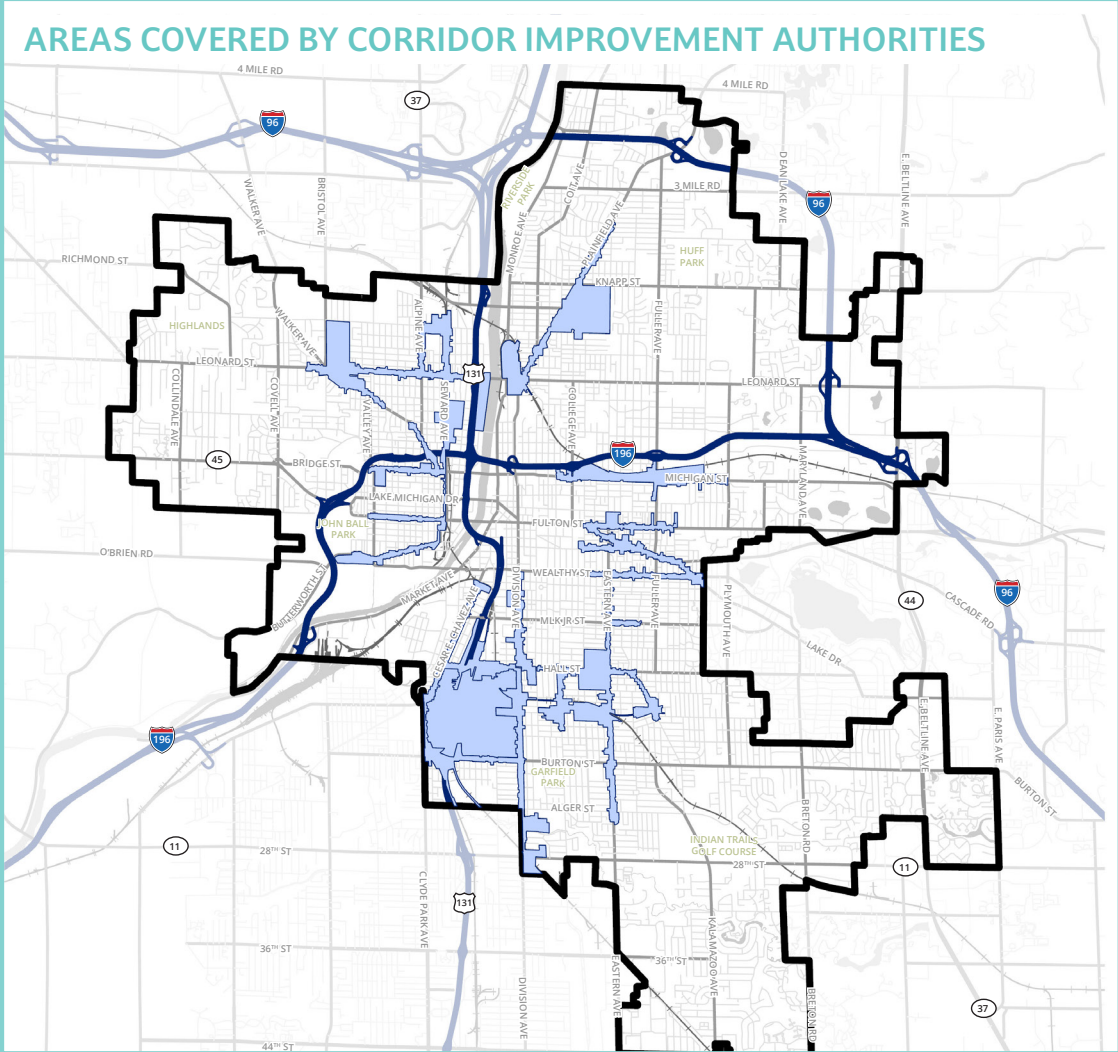 AREAS COVERED BY CORRIDOR IMPROVEMENT AUTHORITIES
4 MILE RD
37
4 MILE RD
96
WALKER AVE
BRISTOL AVE
RIVERSIDE
PARK
COIT AVE
3 MILE RD
DEAN LAKE AVE
E. BELTLINE AVE
96
MONROE AVE
PLAINFIELD AVE
HUFF
PARK
RICHMOND ST
KNAPP ST
HIGHLANDS
WALKER AVE
ALPINE AVE
FULLER AVE
LEONARD ST
131
LEONARD ST
COLLINDALE AVE
COVELL AVE
VALLEY AVE
SEWARD AVE
COLLEGE AVE
45
BRIDGE ST
196
MICHIGAN ST
MARYLAND AVE
LAKE MICHIGAN DR
JOHN BALL
PARK
FULTON ST
O'BRIEN RD
WEALTHY ST
BUTTERWORTH ST
MARKET AVE
CESAR E. CHAVEZ AVE
DIVISION AVE
EASTERN AVE
FULLER AVE
PLYMOUTH AVE
44
CASCADE RD
96
MLK JR ST
LAKE DR
HALL ST
E. BELTLINE AVE
E. PARIS AVE
196
BURTON ST
GARFIELD
PARK
BURTON ST
ALGER ST
BRETON RD
11
28TH ST
INDIAN TRAILS
GOLF COURSE
28TH ST
11
CLYDE PARK AVE
131
KALAMAZOO AVE
36TH ST
36TH ST
DIVISION AVE
EASTERN AVE
BRETON RD
37
44TH ST